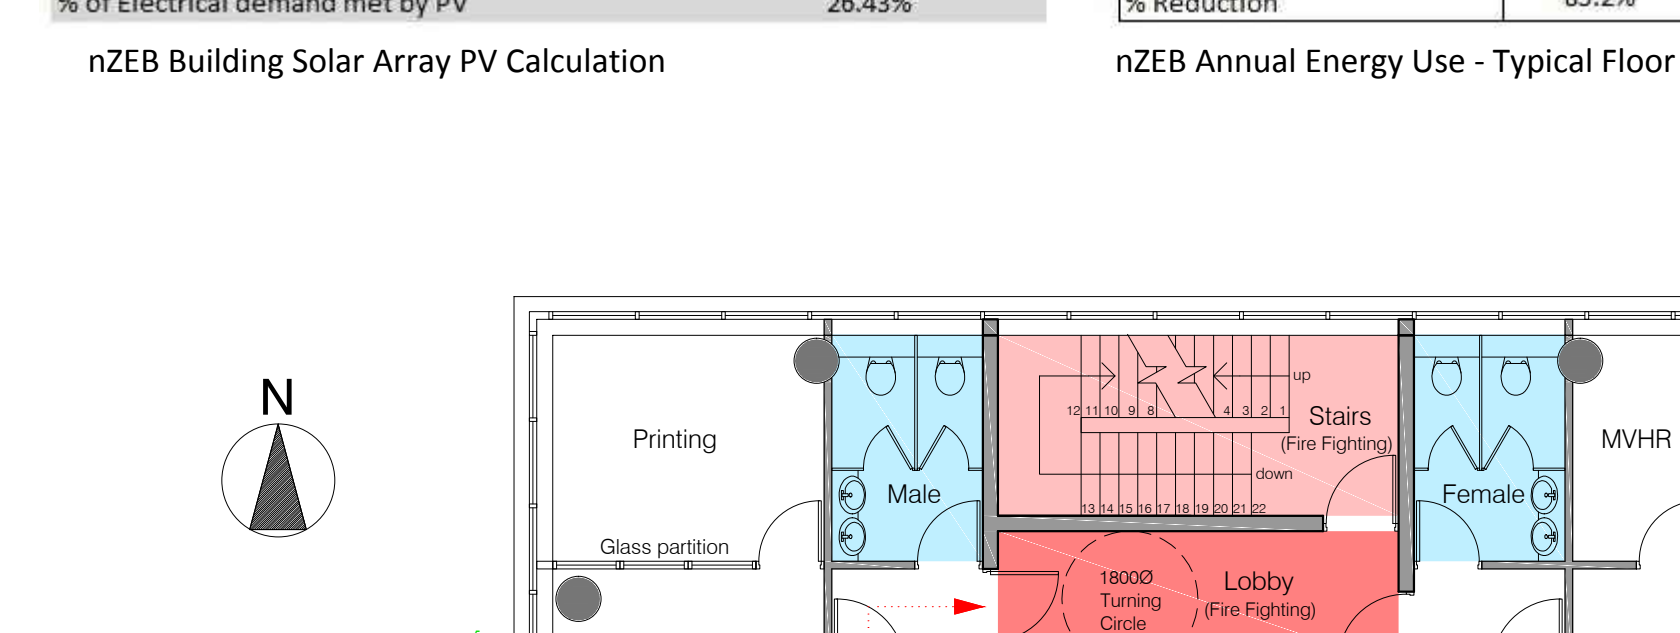 % of Electrical demand met by PV 26.43%
% Reduction
nZEB Building Solar Array PV Calculation
nZEB Annual Energy Use - Typical Floor
N
up
12 11 10 9 8 4 3 2 1
Stairs
(Fire Fighting)
Printing
MVHR
down
Male
Female
13 14 15 16 17 18 19 20 21 22
Glass partition
1800Ø
Turning
Circle
Lobby
(Fire Fighting)